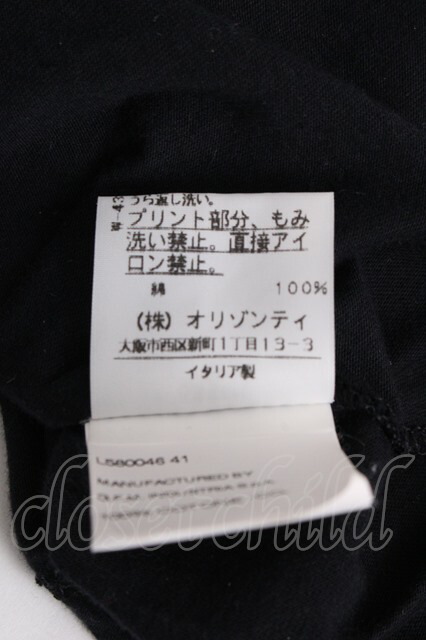 うら返し洗い。
プリント部分、もみ
洗い禁止。直接アイ
ロン禁止。
綿 100%
(株) オリゾンティ
大阪市西区新町1丁目13-3
イタリア製
L580046 41
MANUFACTURED BY
closet child